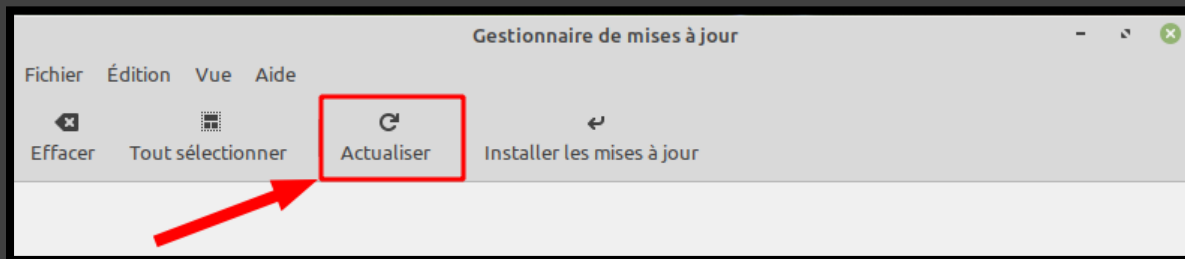 Gestionnaire de mises à jour
Fichier Édition Vue Aide
Effacer Tout sélectionner Actualiser Installer les mises à jour